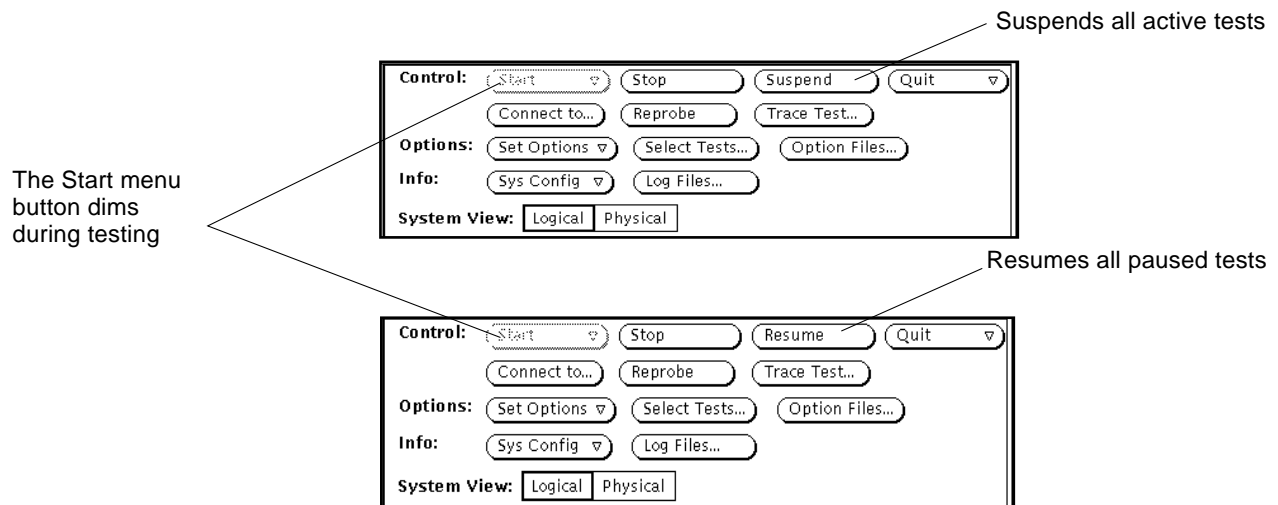 Suspends all active tests
Control: Start Stop Suspend Quit
Connect to... Reprobe Trace Test...
Options: Set Options Select Tests... Option Files...
Info: Sys Config Log Files...
System View: Logical Physical
The Start menu
button dims
during testing
Resumes all paused tests
Control: Start Stop Resume Quit
Connect to... Reprobe Trace Test...
Options: Set Options Select Tests... Option Files...
Info: Sys Config Log Files...
System View: Logical Physical